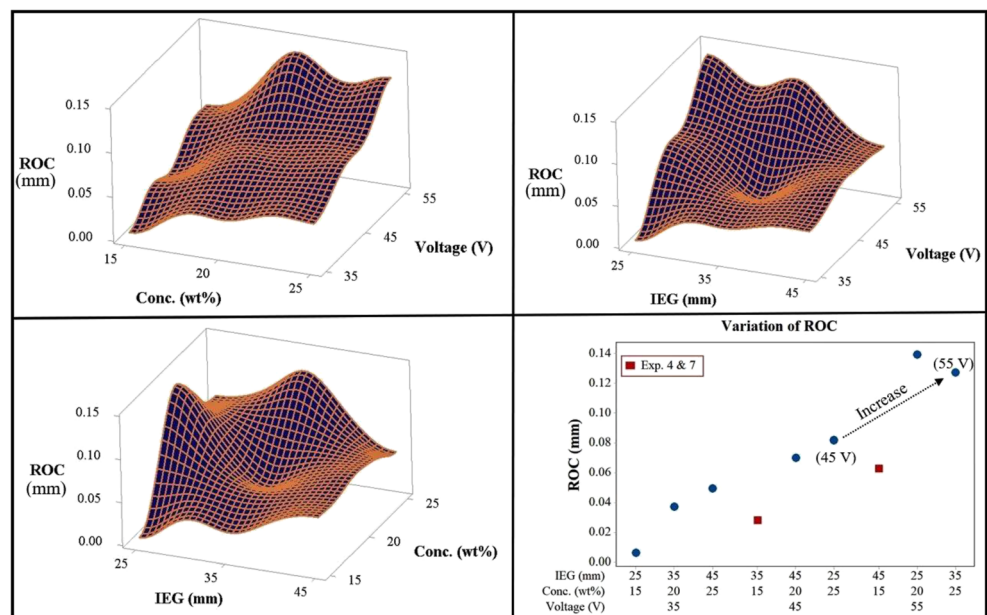 0.15
0.10
ROC
(mm)
0.05
0.00
15
20
25
Conc. (wt%)
35
45
55
Voltage (V)
0.15
0.10
ROC
(mm)
0.05
0.00
25
35
45
IEG (mm)
35
45
55
Voltage (V)
0.15
0.10
ROC
(mm)
0.05
0.00
25
35
45
IEG (mm)
15
20
25
Conc. (wt%)
Variation of ROC
Exp. 4 & 7
(55 V)
Increase
(45 V)
ROC (mm)
0.14
0.12
0.10
0.08
0.06
0.04
0.02
0.00
IEG (mm) 25 35 45 35 45 25 45 25 35
Conc. (wt%) 15 20 25 15 20 25 15 20 25
Voltage (V) 35 45 55